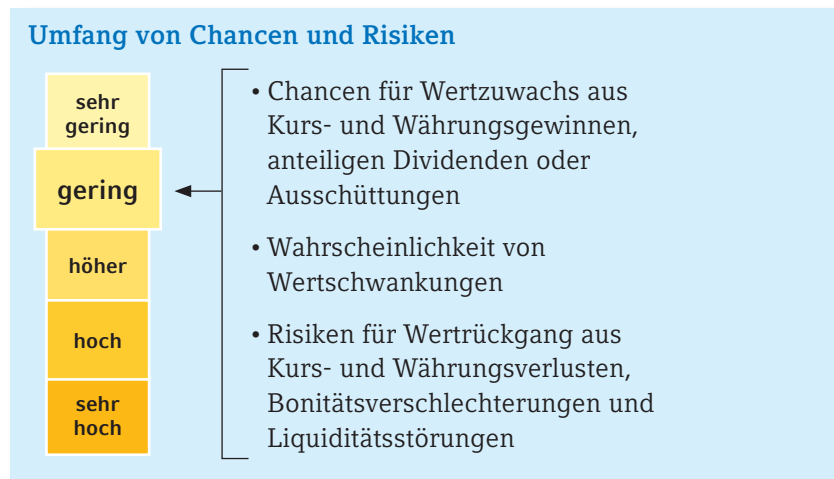 Umfang von Chancen und Risiken
sehr
gering
gering
höher
hoch
sehr
hoch
• Chancen für Wertzuwachs aus
Kurs- und Währungsgewinnen,
anteiligen Dividenden oder
Ausschüttungen
• Wahrscheinlichkeit von
Wertschwankungen
• Risiken für Wertrückgang aus
Kurs- und Währungsverlusten,
Bonitätsverschlechterungen und
Liquiditätsstörungen